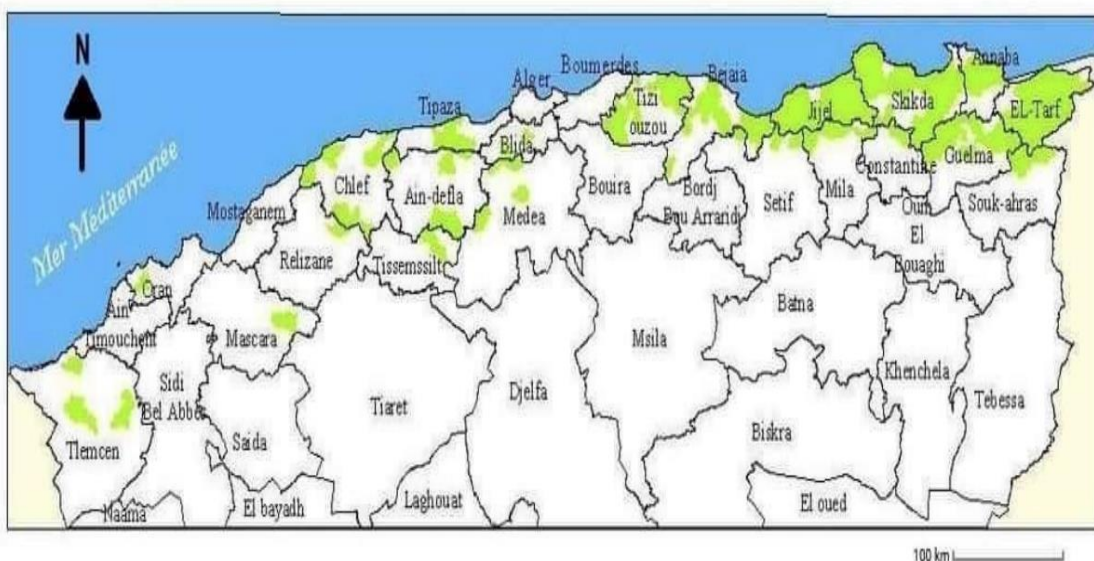 N
Mer Méditerranée
Alger
Boumerdes
Bejaia
Annaba
Tipaza
Tizi
ouzou
Jijel
Skikda
EL-Tarf
Blida
Constantine
Guelma
Chlef
Ain-defla
Medea
Bouira
Bordj
Bou Arraridj
Setif
Mila
Oum
El
Bouaghi
Souk-ahras
Mostaganem
Relizane
Tissemssilt
Oran
Ain
Timouchent
Mascara
Batna
Msila
Khenchela
Tebessa
Sidi
Bel Abbes
Tiaret
Djelfa
Biskra
Tlemcen
Saida
Laghouat
El oued
Naama
El bayadh
100 km